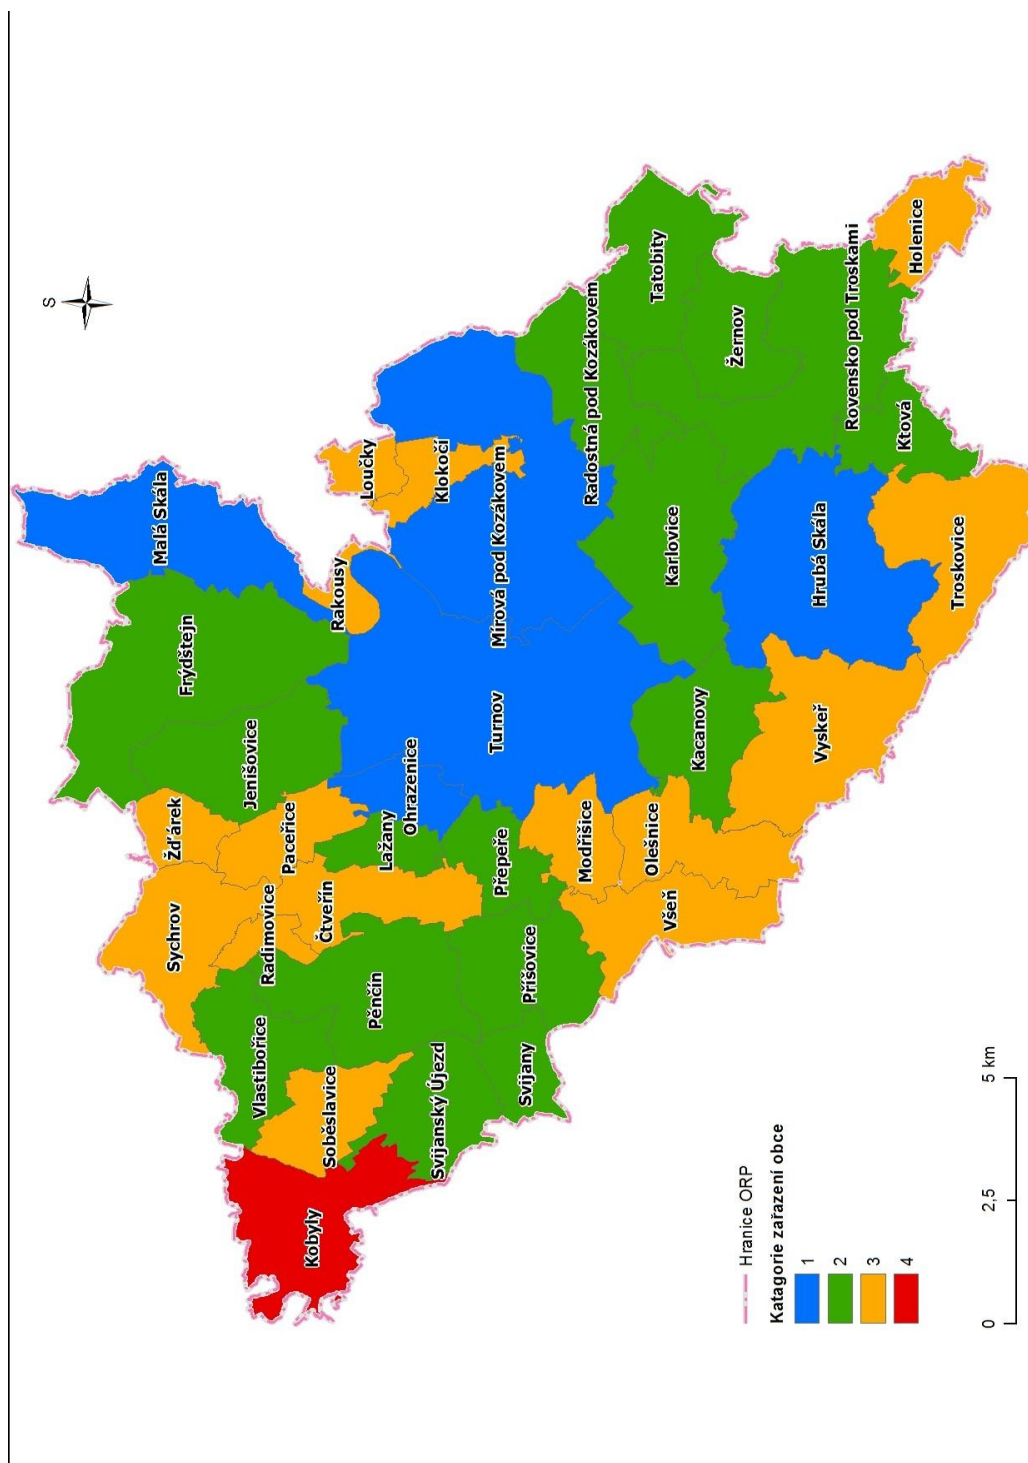 S
Malá Skála
Frýdštejn
Jenišovice
Žďárek
Sychrov
Paceřice
Radimovice
Vlastibořice
Loučky
Rakousy
Klokočí
Čtveřín
Lažany
Ohrazenice
Soběslavice
Kobyly
Pěnčín
Svijanský Újezd
Mírová pod Kozákovem
Turnov
Přepeře
Příšovice
Svijany
Radostná pod Kozákovem
Modřišice
Tatobity
Karlovice
Olešnice
Všeň
Kacanovy
Žernov
Hrubá Skála
Vyskeř
Rovensko pod Troskami
Ktová
Holenice
Troskovice
Hranice ORP
Katagorie zařazení obce
1
2
3
4
0 2,5 5 km